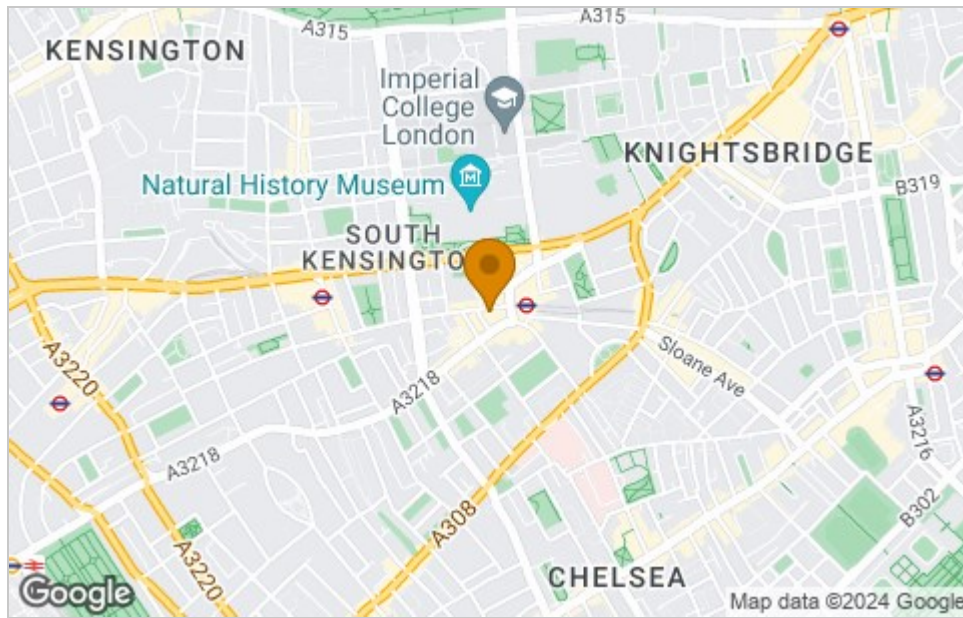 A315
A315
KENSINGTON
Imperial
College
London
KNIGHTSBRIDGE
Natural History Museum
B319
SOUTH
KENSINGTO
A3220
Sloane Ave
A3218
A3218
A3216
B302
A308
A3220
CHELSEA
Google
Map data ©2024 Google